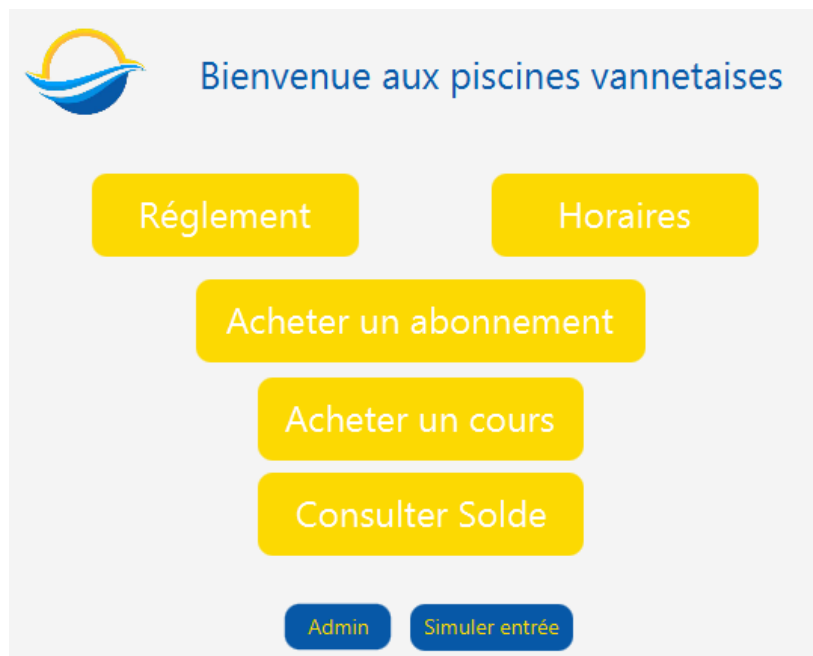 Bienvenue aux piscines vannetaises
Réglement
Horaires
Acheter un abonnement
Acheter un cours
Consulter Solde
Admin
Simuler entrée